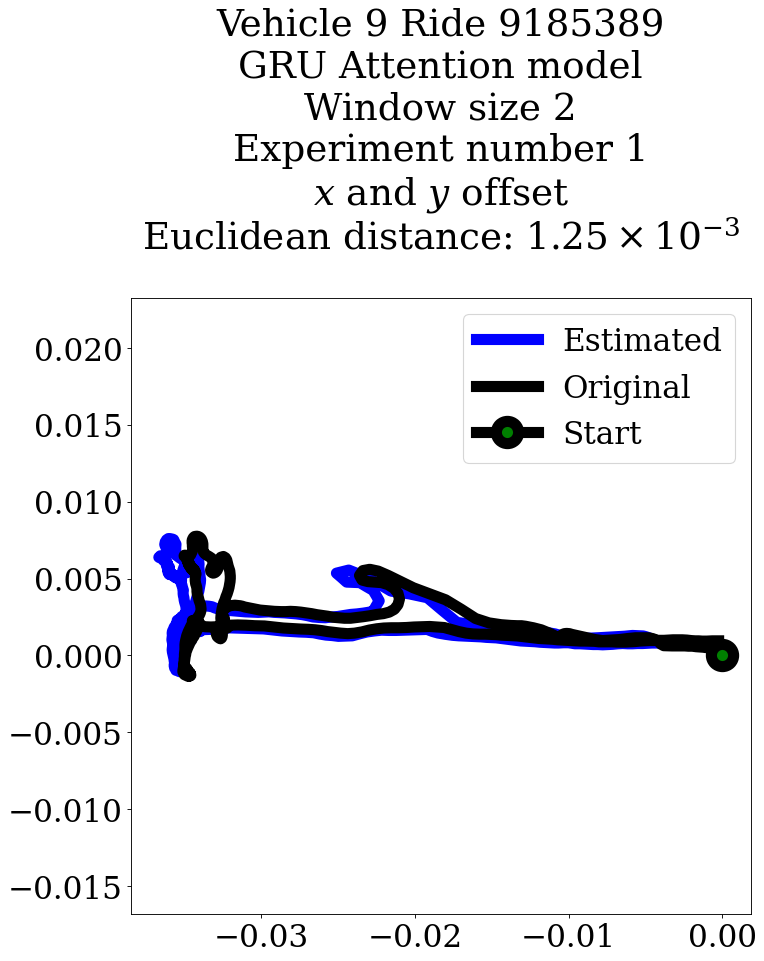 Vehicle 9 Ride 9185389
GRU Attention model
Window size 2
Experiment number 1
x and y offset
Euclidean distance: 1.25 × 10⁻³
Estimated
Original
Start
0.020
0.015
0.010
0.005
0.000
−0.005
−0.010
−0.015
−0.03 −0.02 −0.01 0.00